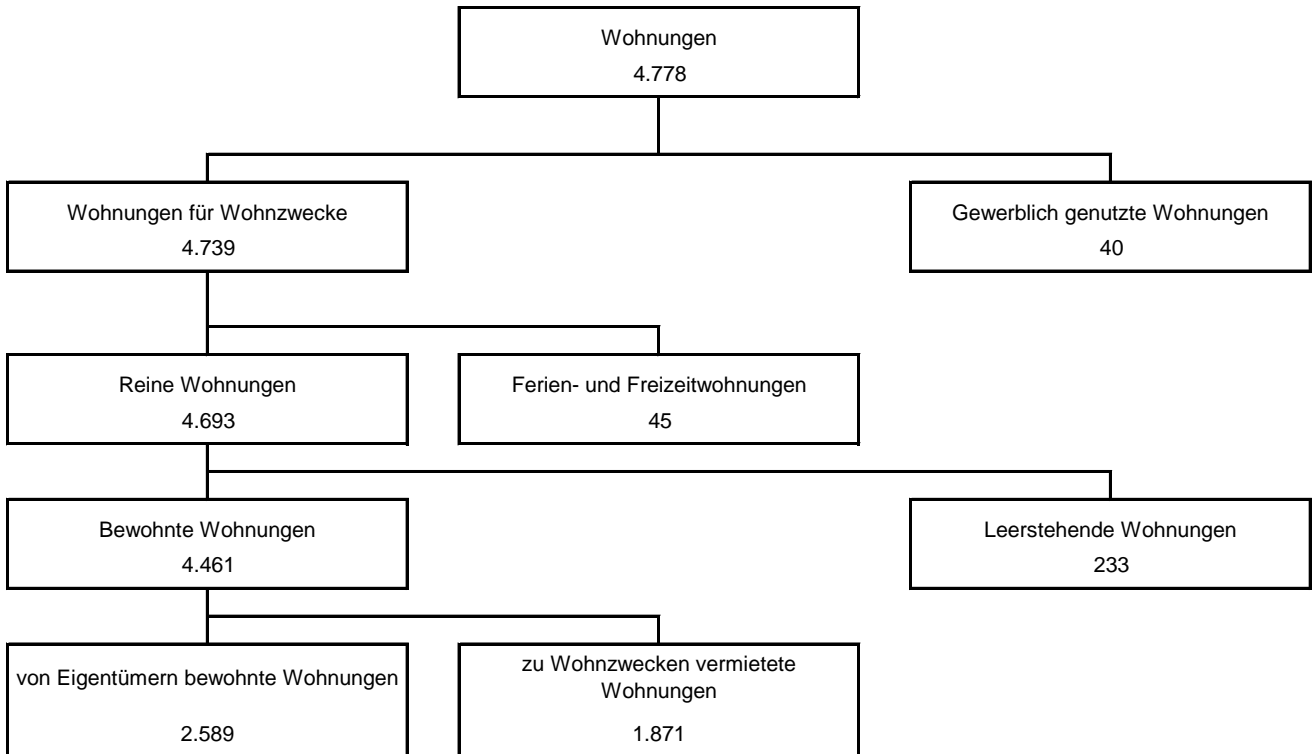 Wohnungen
4.778
Wohnungen für Wohnzwecke
4.739
Gewerblich genutzte Wohnungen
40
Reine Wohnungen
4.693
Ferien- und Freizeitwohnungen
45
Bewohnte Wohnungen
4.461
Leerstehende Wohnungen
233
von Eigentümern bewohnte Wohnungen
2.589
zu Wohnzwecken vermietete
Wohnungen
1.871